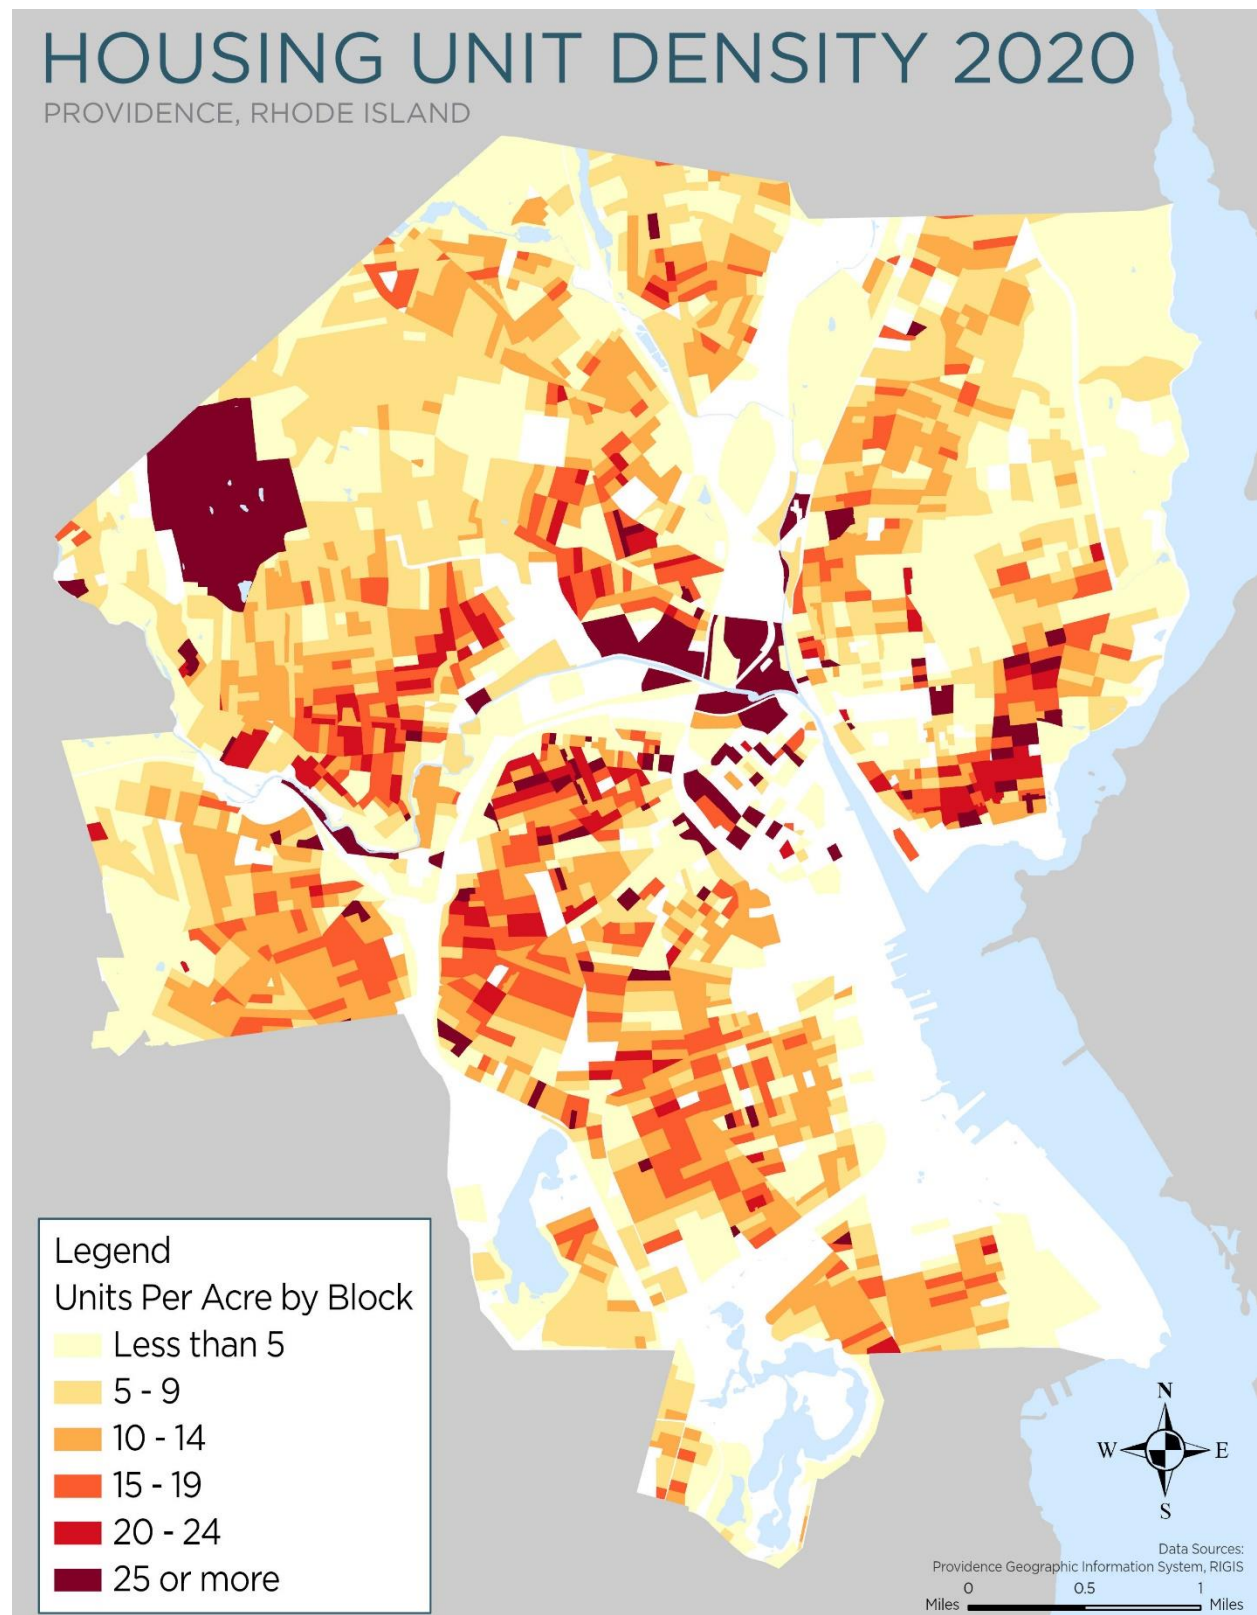 HOUSING UNIT DENSITY 2020
PROVIDENCE, RHODE ISLAND
Legend
Units Per Acre by Block
Less than 5
5 - 9
10 - 14
15 - 19
20 - 24
25 or more
N
W E
S
Data Sources:
Providence Geographic Information System, RIGIS
0 0.5 1
Miles Miles